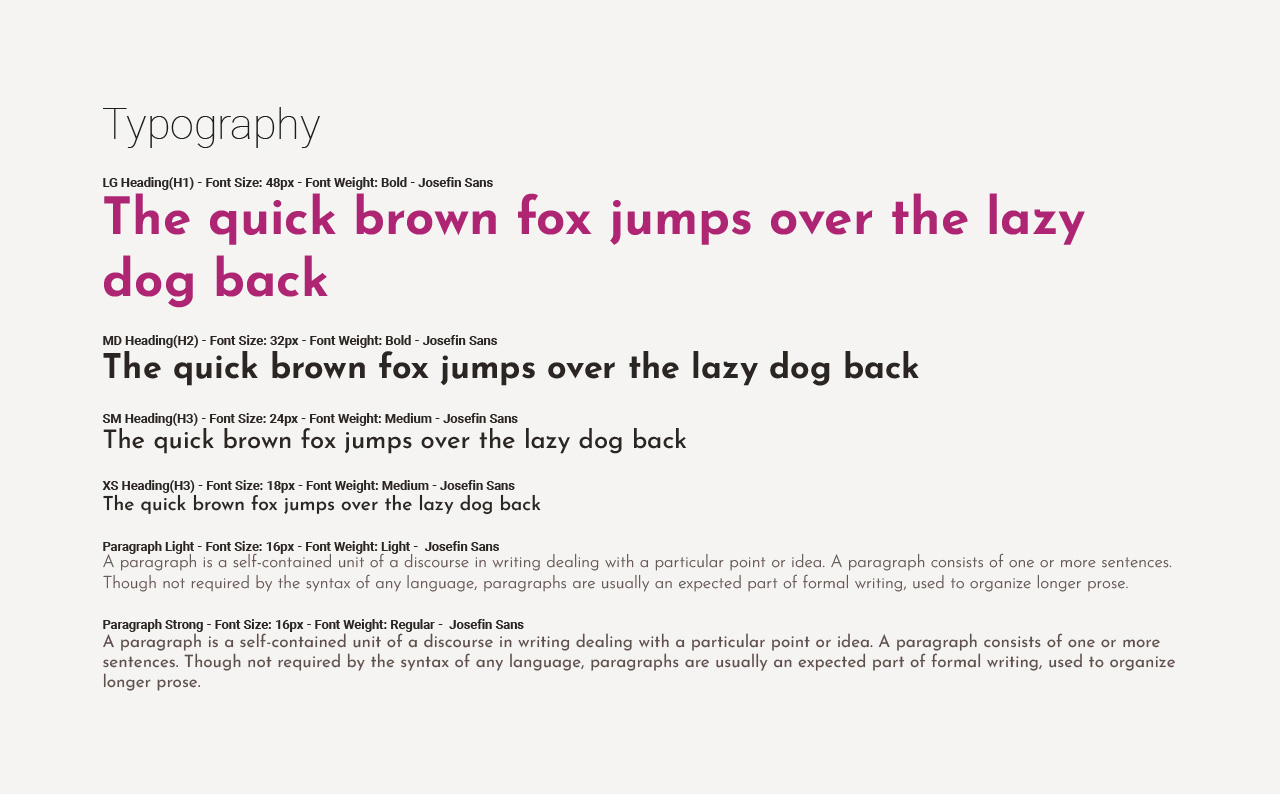 Typography
LG Heading(H1) - Font Size: 48px - Font Weight: Bold - Josefin Sans
The quick brown fox jumps over the lazy
dog back
MD Heading(H2) - Font Size: 32px - Font Weight: Bold - Josefin Sans
The quick brown fox jumps over the lazy dog back
SM Heading(H3) - Font Size: 24px - Font Weight: Medium - Josefin Sans
The quick brown fox jumps over the lazy dog back
XS Heading(H3) - Font Size: 18px - Font Weight: Medium - Josefin Sans
The quick brown fox jumps over the lazy dog back
Paragraph Light - Font Size: 16px - Font Weight: Light -  Josefin Sans
A paragraph is a self-contained unit of a discourse in writing dealing with a particular point or idea. A paragraph consists of one or more sentences.
Though not required by the syntax of any language, paragraphs are usually an expected part of formal writing, used to organize longer prose.
Paragraph Strong - Font Size: 16px - Font Weight: Regular -  Josefin Sans
A paragraph is a self-contained unit of a discourse in writing dealing with a particular point or idea. A paragraph consists of one or more
sentences. Though not required by the syntax of any language, paragraphs are usually an expected part of formal writing, used to organize
longer prose.